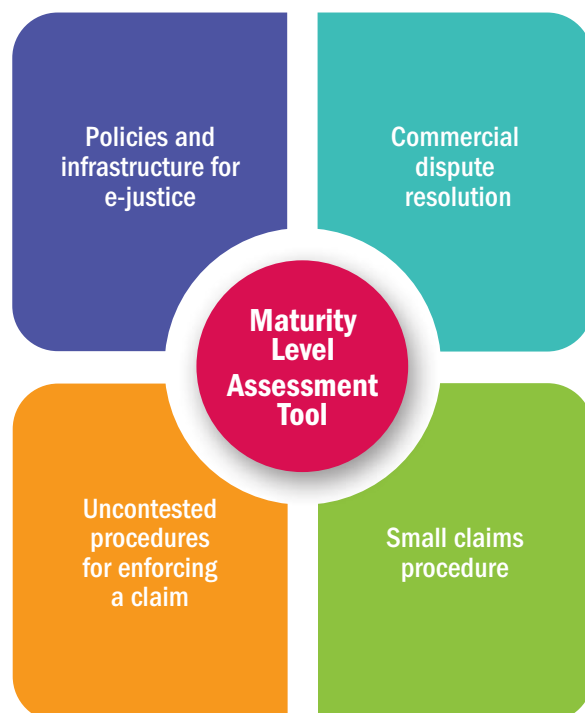 Policies and
infrastructure for
e-justice
Commercial
dispute
resolution
Maturity
Level
Assessment
Tool
Uncontested
procedures
for enforcing
a claim
Small claims
procedure